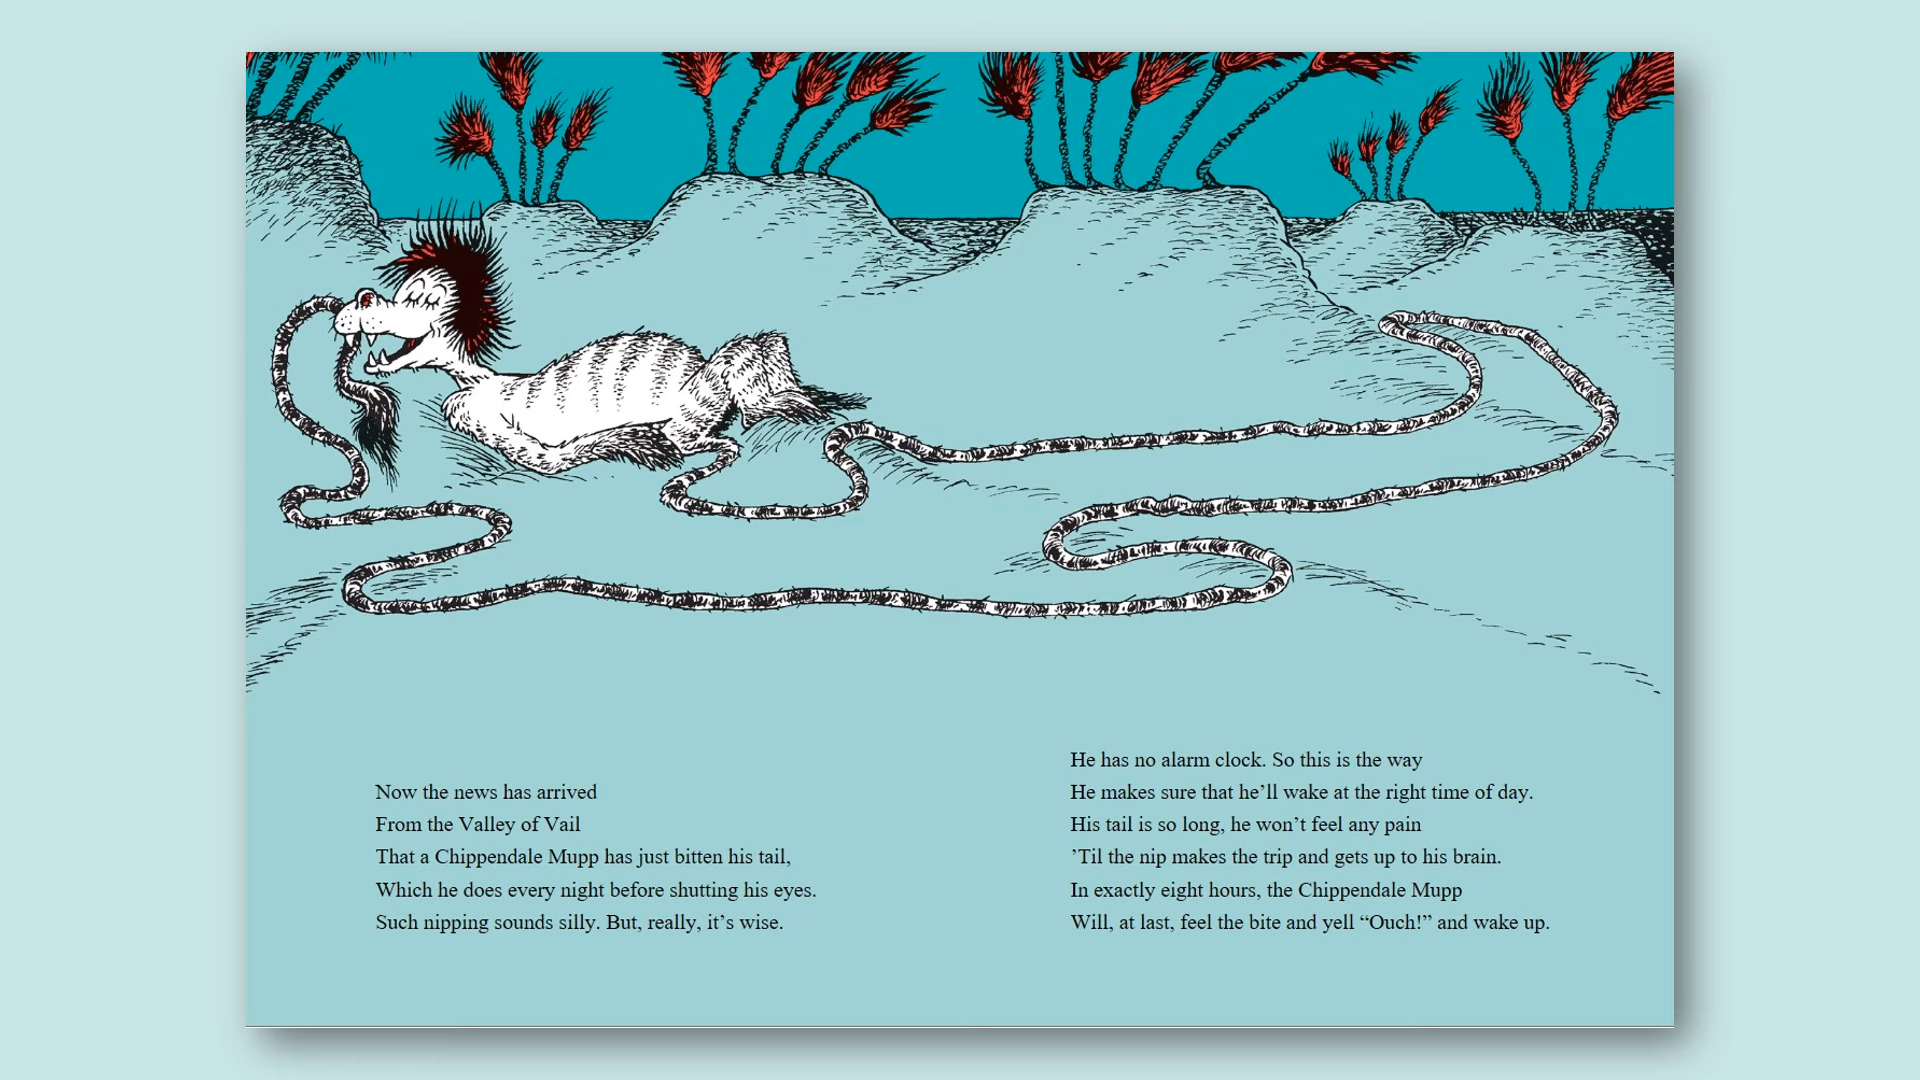 Now the news has arrived
From the Valley of Vail
That a Chippendale Mupp has just bitten his tail,
Which he does every night before shutting his eyes.
Such nipping sounds silly. But, really, it’s wise.
He has no alarm clock. So this is the way
He makes sure that he’ll wake at the right time of day.
His tail is so long, he won’t feel any pain
’Til the nip makes the trip and gets up to his brain.
In exactly eight hours, the Chippendale Mupp
Will, at last, feel the bite and yell “Ouch!” and wake up.